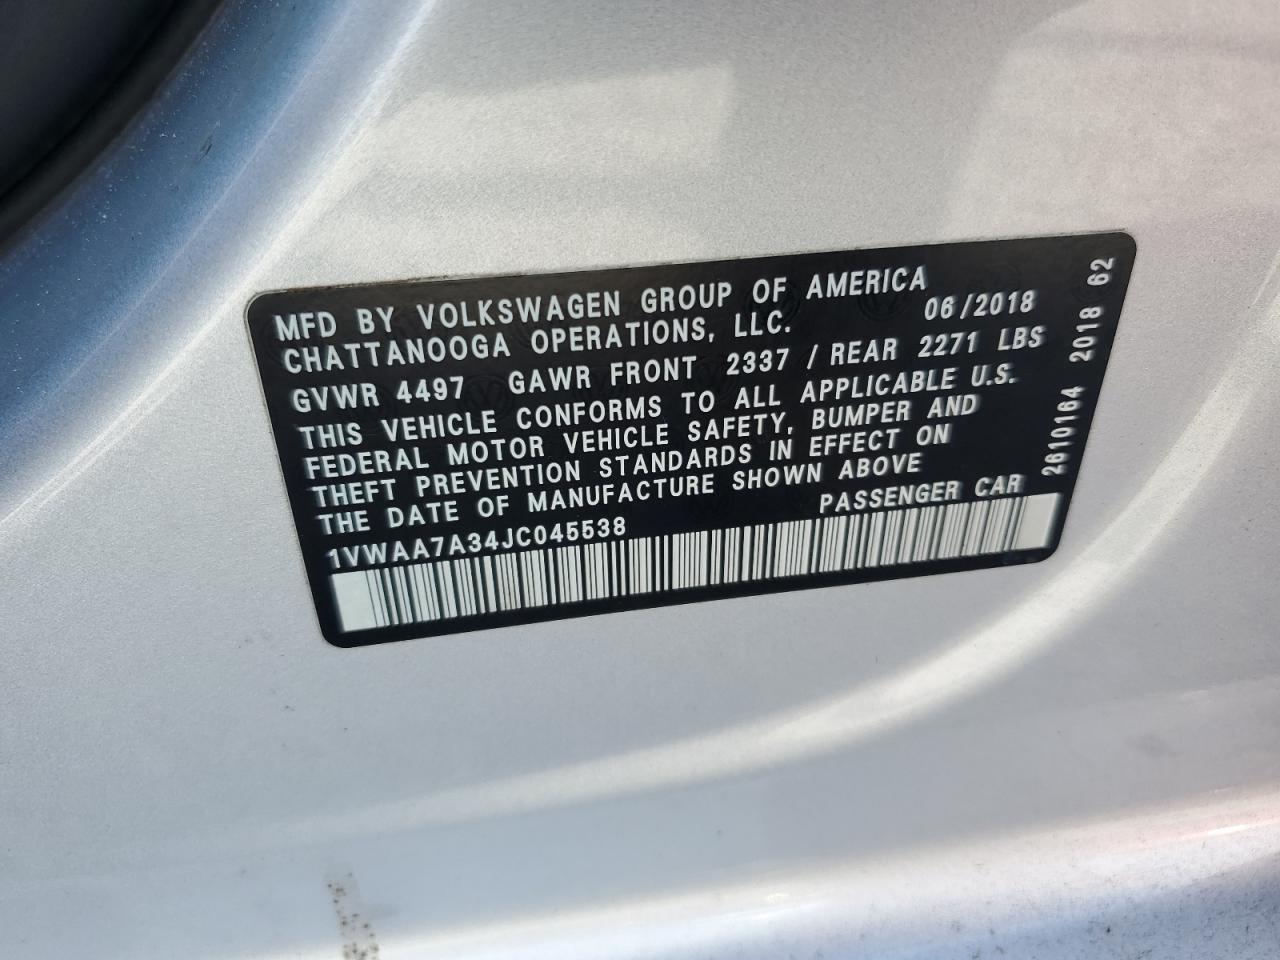 MFD BY VOLKSWAGEN GROUP OF AMERICA
CHATTANOOGA OPERATIONS, LLC. 06/2018
GVWR 4497 GAWR FRONT 2337 / REAR 2271 LBS
THIS VEHICLE CONFORMS TO ALL APPLICABLE U.S.
FEDERAL MOTOR VEHICLE SAFETY, BUMPER AND
THEFT PREVENTION STANDARDS IN EFFECT ON
THE DATE OF MANUFACTURE SHOWN ABOVE
1VWAA7A34JC045538 PASSENGER CAR
2610164 2018 62